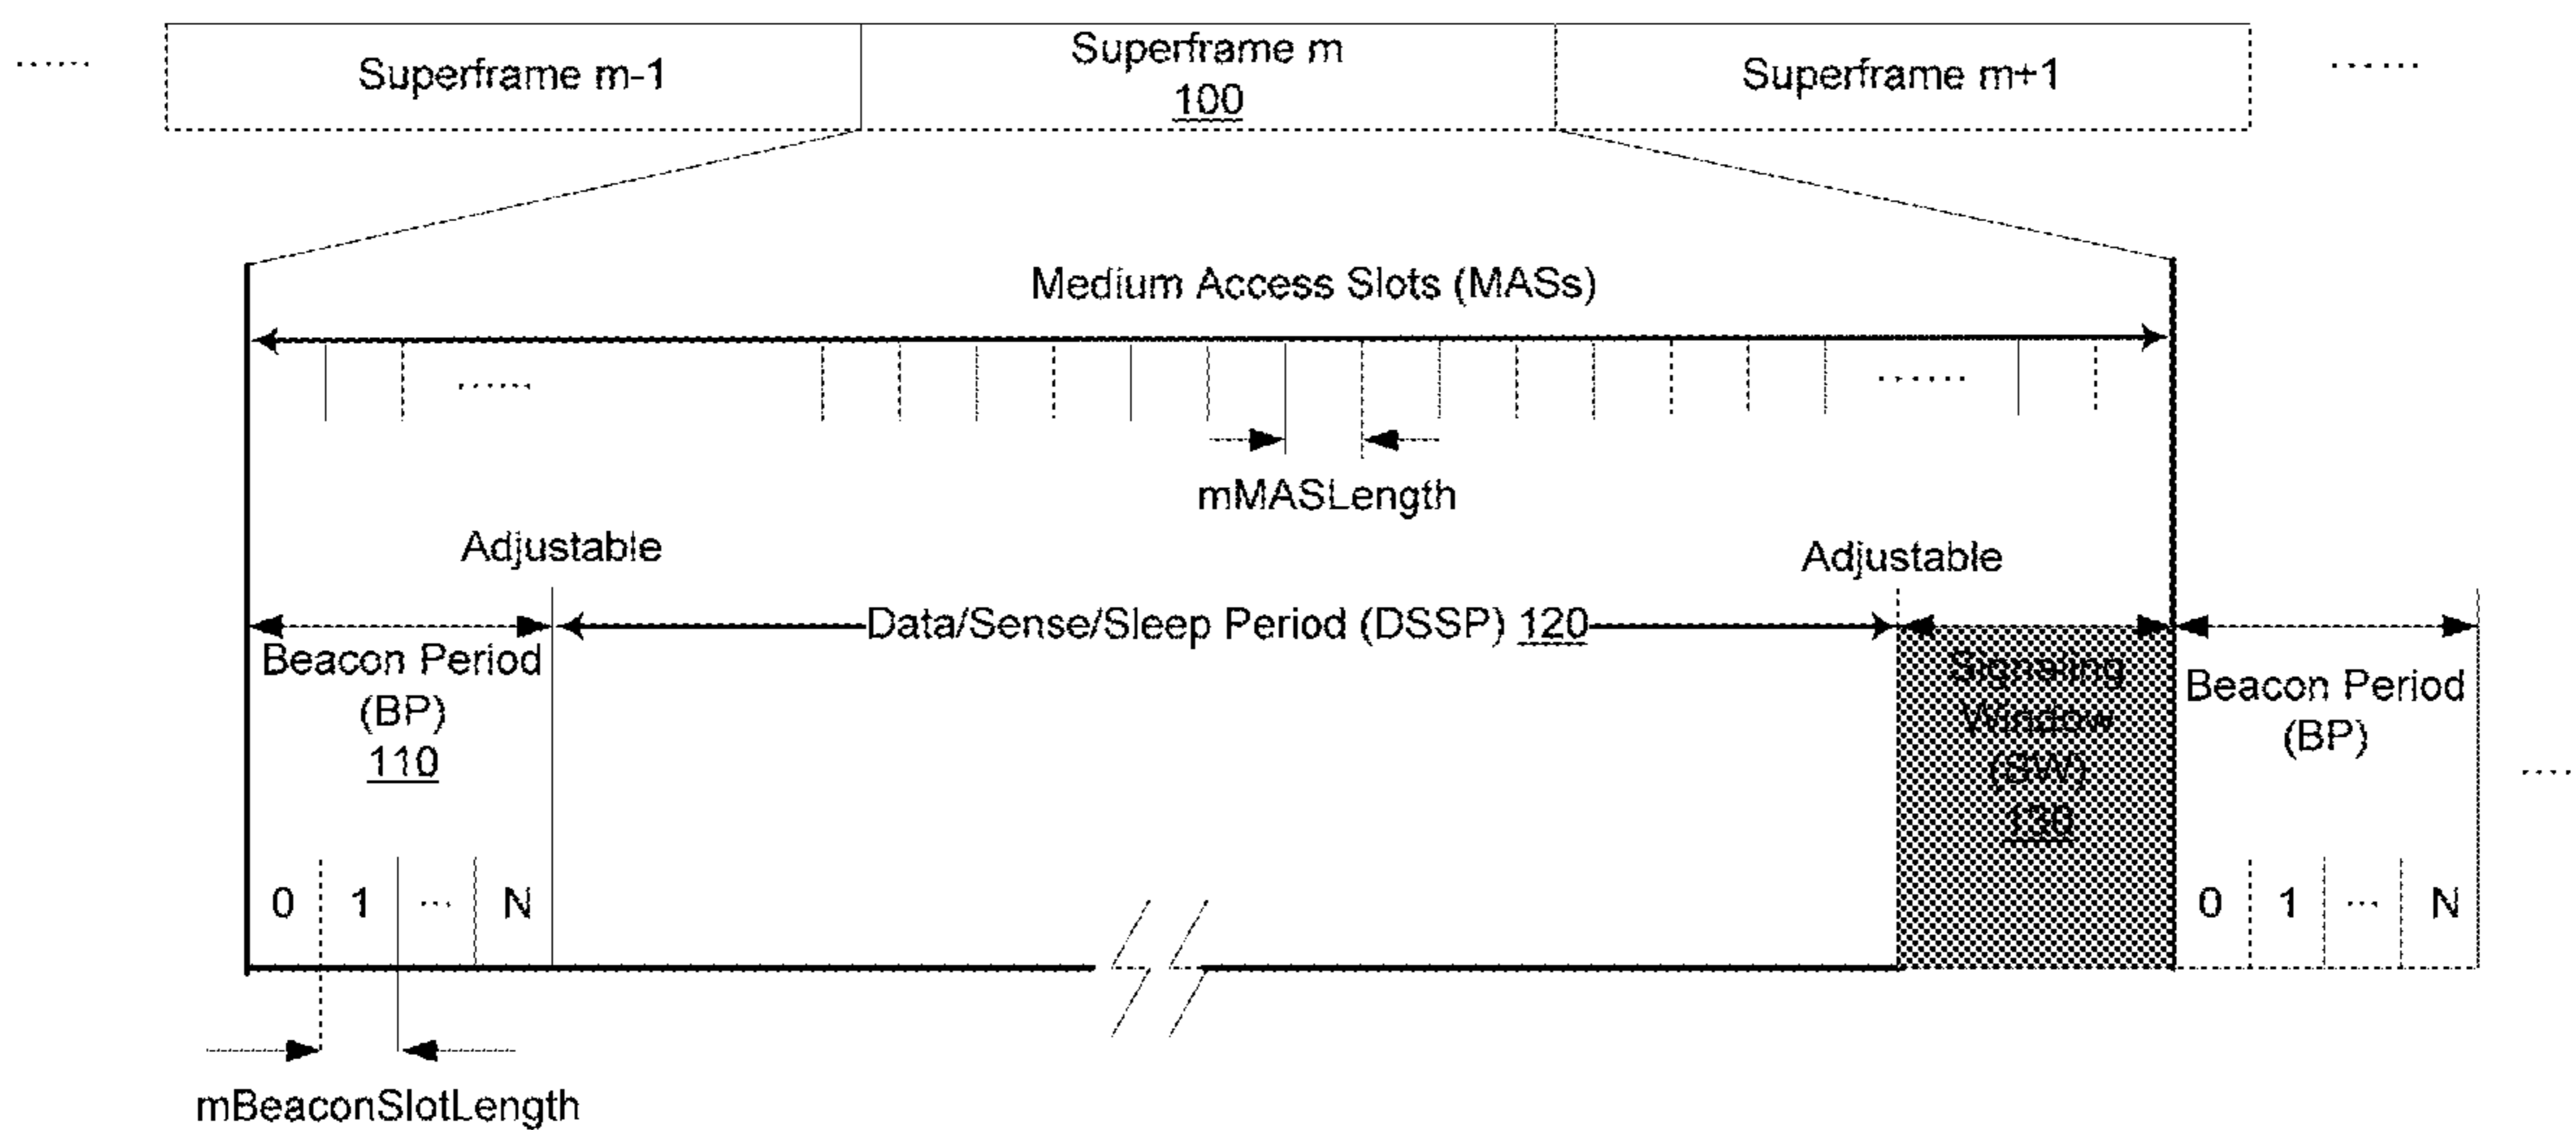 ...... Superframe m-1 Superframe m Superframe m+1 ......
100
Medium Access Slots (MASs)
...... ......
mMASLength
Adjustable Adjustable
Data/Sense/Sleep Period (DSSP) 120
Beacon Period
(BP)
110
Signaling
Window
(SW)
130
Beacon Period
(BP)
....
0 1 ... N 0 1 ... N
mBeaconSlotLength